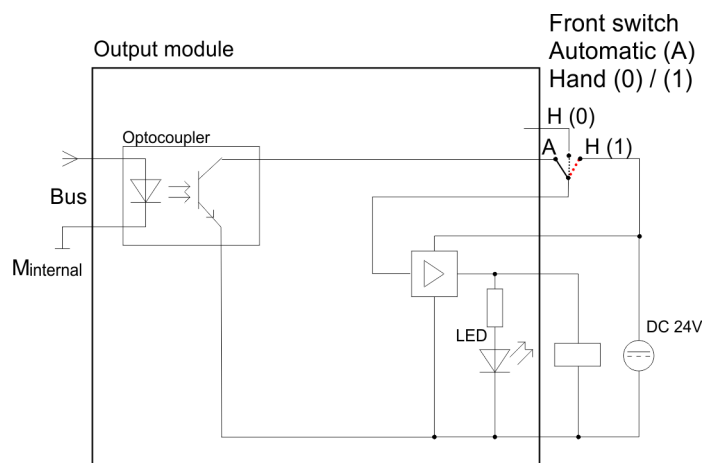 Front switch
Automatic (A)
Hand (0) / (1)
Output module
H (0)
A
H (1)
Optocoupler
Bus
Minternal
LED
DC 24V